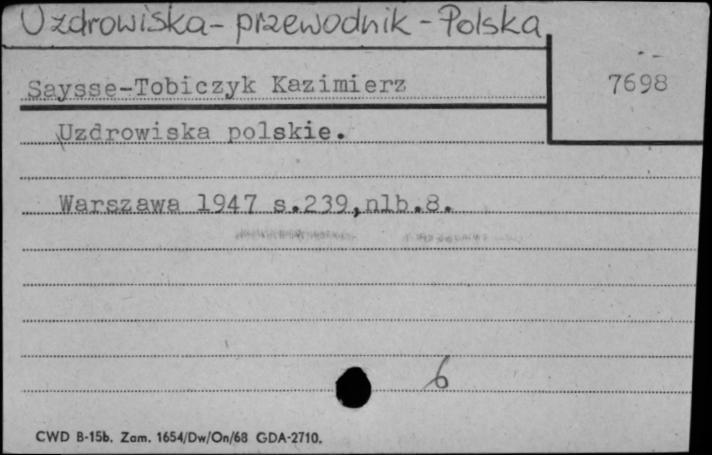 Uzdrowiska - przewodnik - Polska
7698
Saysse-Tobiczyk Kazimierz
Uzdrowiska polskie.
Warszawa 1947 s.239,nlb.8.
6
CWD B-15b. Zam. 1654/Dw/On/68 GDA-2710.